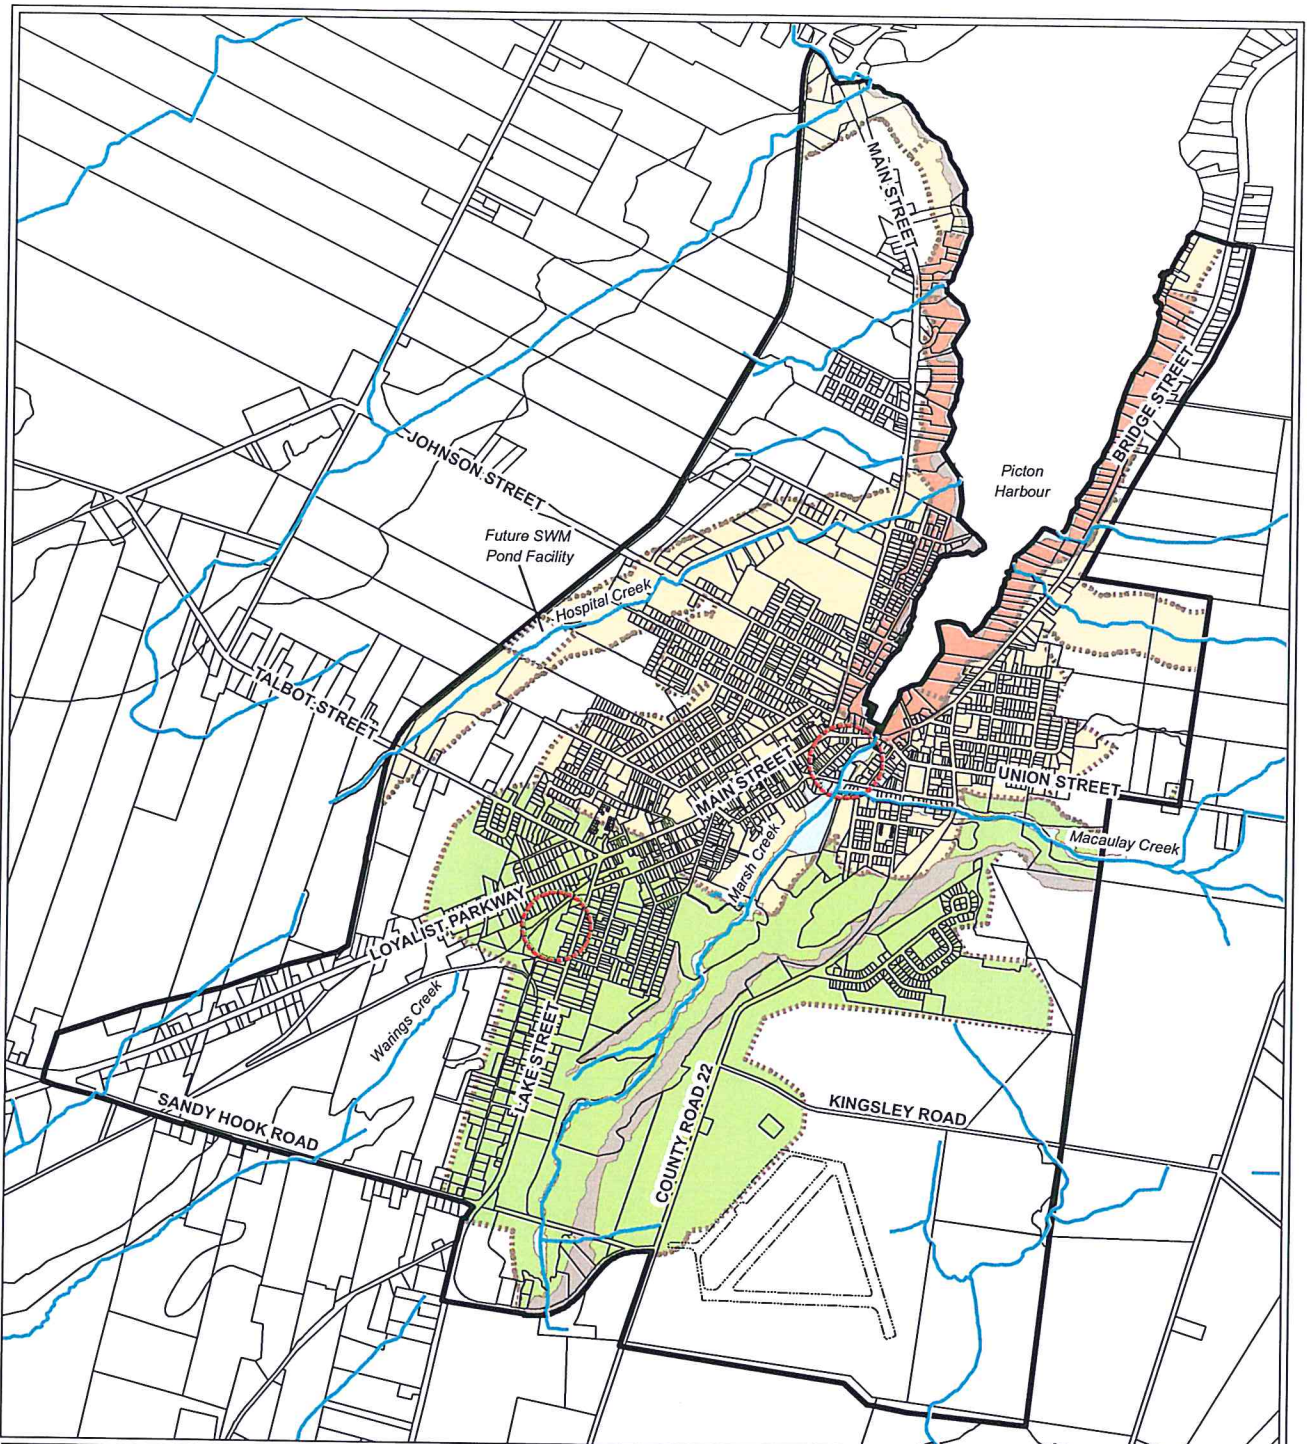 MAIN STREET
Picton
Harbour
BRIDGE STREET
JOHNSON STREET
Future SWM
Pond Facility
Hospital Creek
TALBOT STREET
MAIN STREET
UNION STREET
Macaulay Creek
Marsh Creek
LOYALIST PARKWAY
Warings Creek
LAKE STREET
COUNTY ROAD 22
KINGSLEY ROAD
SANDY HOOK ROAD